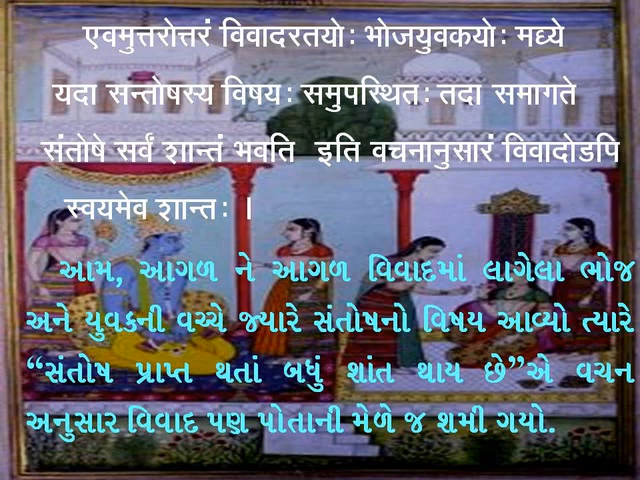 एवमुत्तरोत्तरं विवादरतयोः भोजयुवकयोः मध्ये
यदा सन्तोषस्य विषयः समुपस्थितः तदा समागते
संतोषे सर्वं शान्तं भवति इति वचनानुसारं विवादोडपि
स्वयमेव शान्तः ।
આમ, આગળ ને આગળ વિવાદમાં લાગેલા ભોજ
અને યુવકની વચ્ચે જ્યારે સંતોષનો વિષય આવ્યો ત્યારે
“સંતોષ પ્રાપ્ત થતાં બધું શાંત થાય છે”એ વચન
અનુસાર વિવાદ પણ પોતાની મેળે જ શમી ગયો.